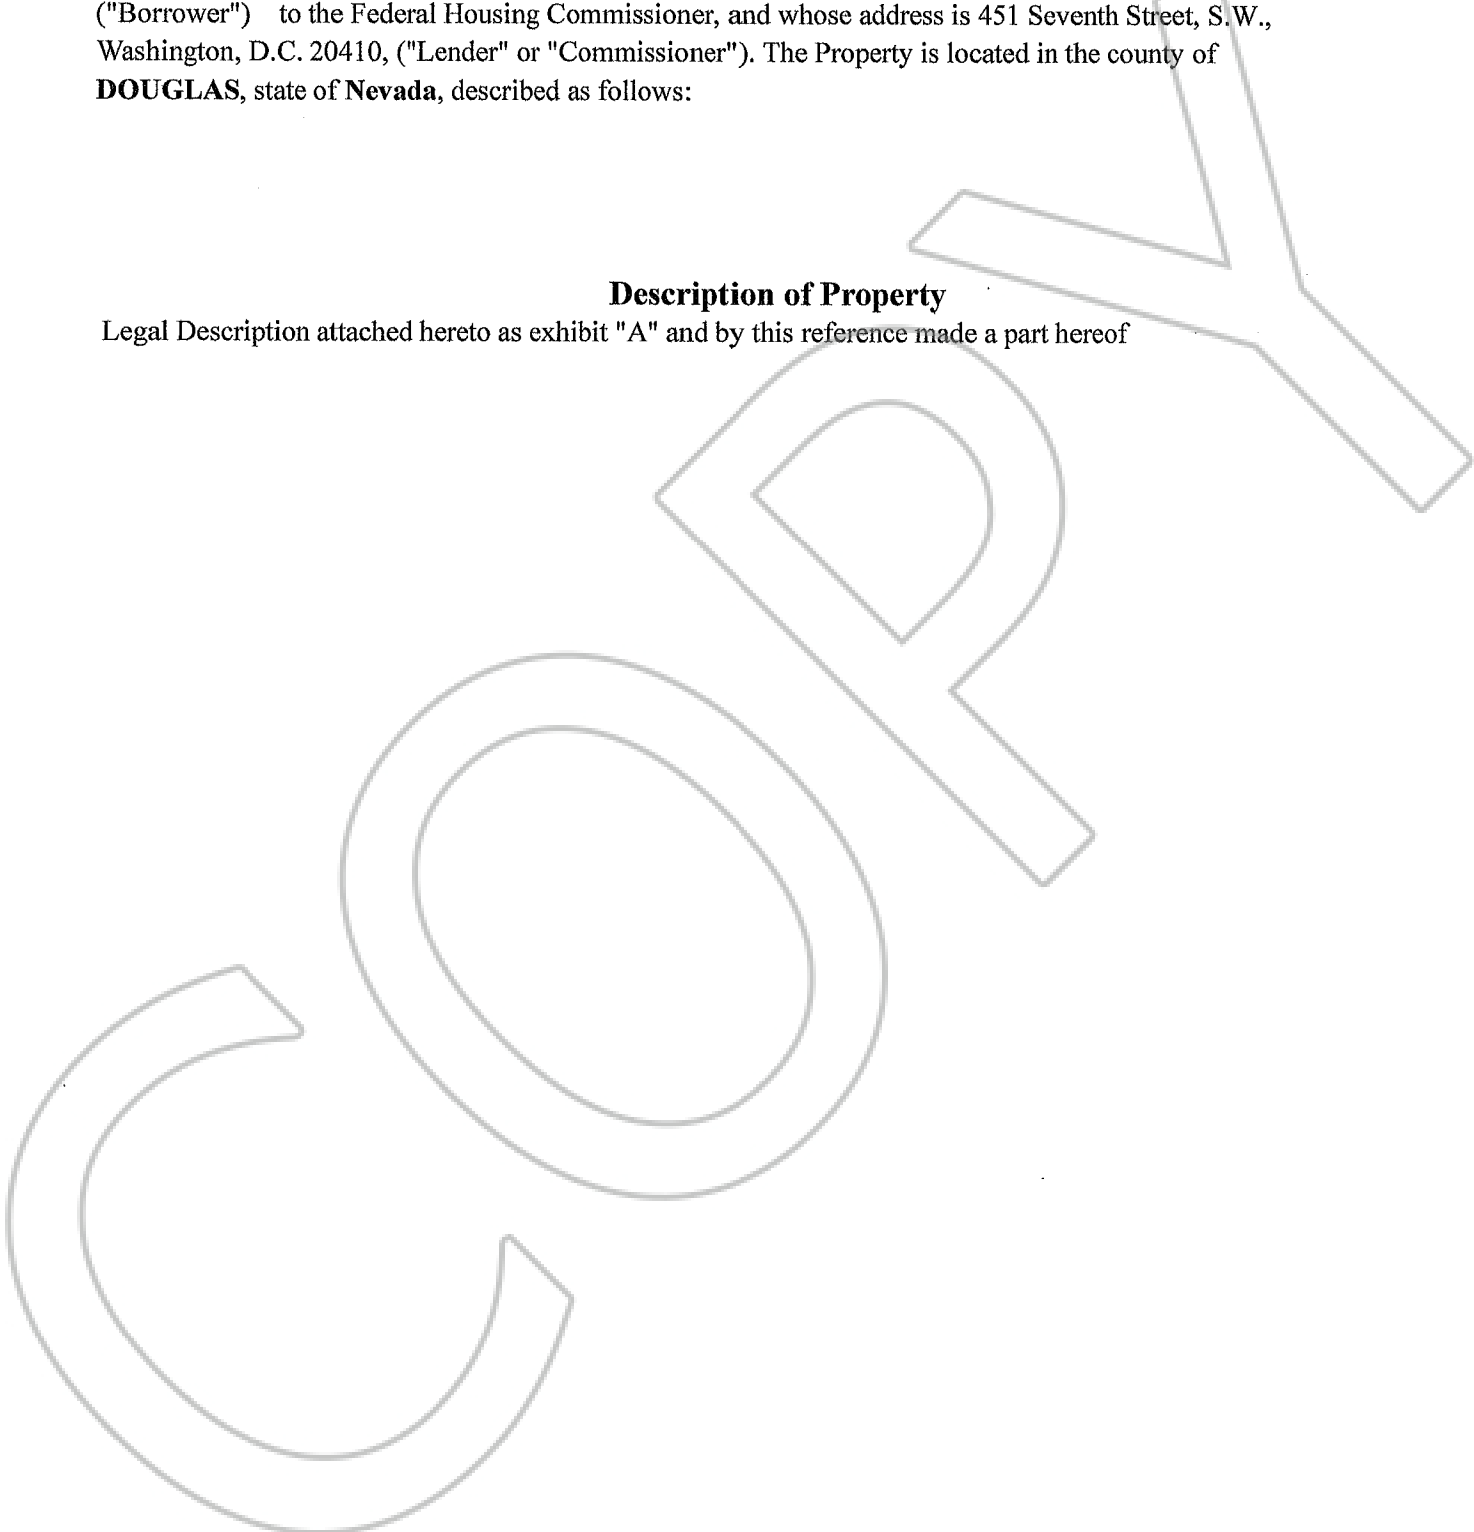 ("Borrower") to the Federal Housing Commissioner, and whose address is 451 Seventh Street, S.W.,
Washington, D.C. 20410, ("Lender" or "Commissioner"). The Property is located in the county of
DOUGLAS, state of Nevada, described as follows:
Description of Property
Legal Description attached hereto as exhibit "A" and by this reference made a part hereof
COPY